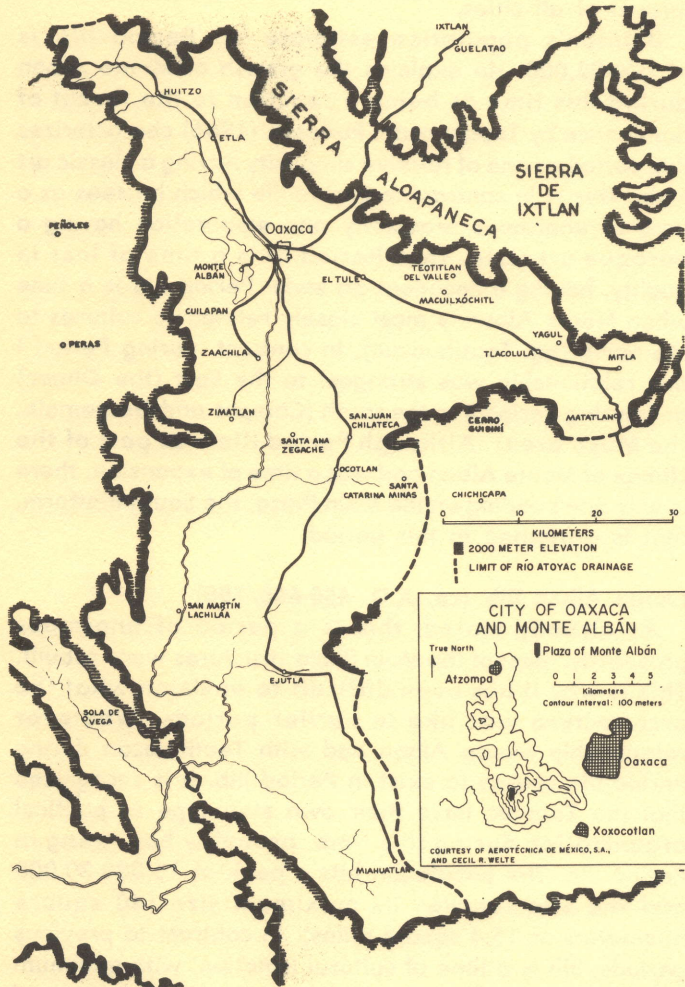 IXTLAN
GUELATAO
HUITZO
SIERRA
ETLA
ALOAPANECA
SIERRA
DE
IXTLAN
PEÑOLES
Oaxaca
MONTE
ALBÁN
EL TULE
TEOTITLAN
DEL VALLE
MACUILXÓCHITL
CUILAPAN
YAGUL
PERAS
ZAACHILA
TLACOLULA
MITLA
ZIMATLAN
SAN JUAN
CHILATECA
CERRO
GUIBINÍ
MATATLAN
SANTA ANA
ZEGACHE
OCOTLAN
SANTA
CATARINA MINAS
CHICHICAPA
0 10 20 30
KILOMETERS
2000 METER ELEVATION
LIMIT OF RÍO ATOYAC DRAINAGE
SAN MARTÍN
LACHILÁA
CITY OF OAXACA
AND MONTE ALBÁN
True North
Plaza of Monte Albán
Atzompa
0 1 2 3 4 5
Kilometers
Contour Interval: 100 meters
EJUTLA
SOLA DE
VEGA
Oaxaca
Xoxocotlan
COURTESY OF AEROTÉCNICA DE MÉXICO, S.A.,
AND CECIL R. WELTE
MIAHUATLAN